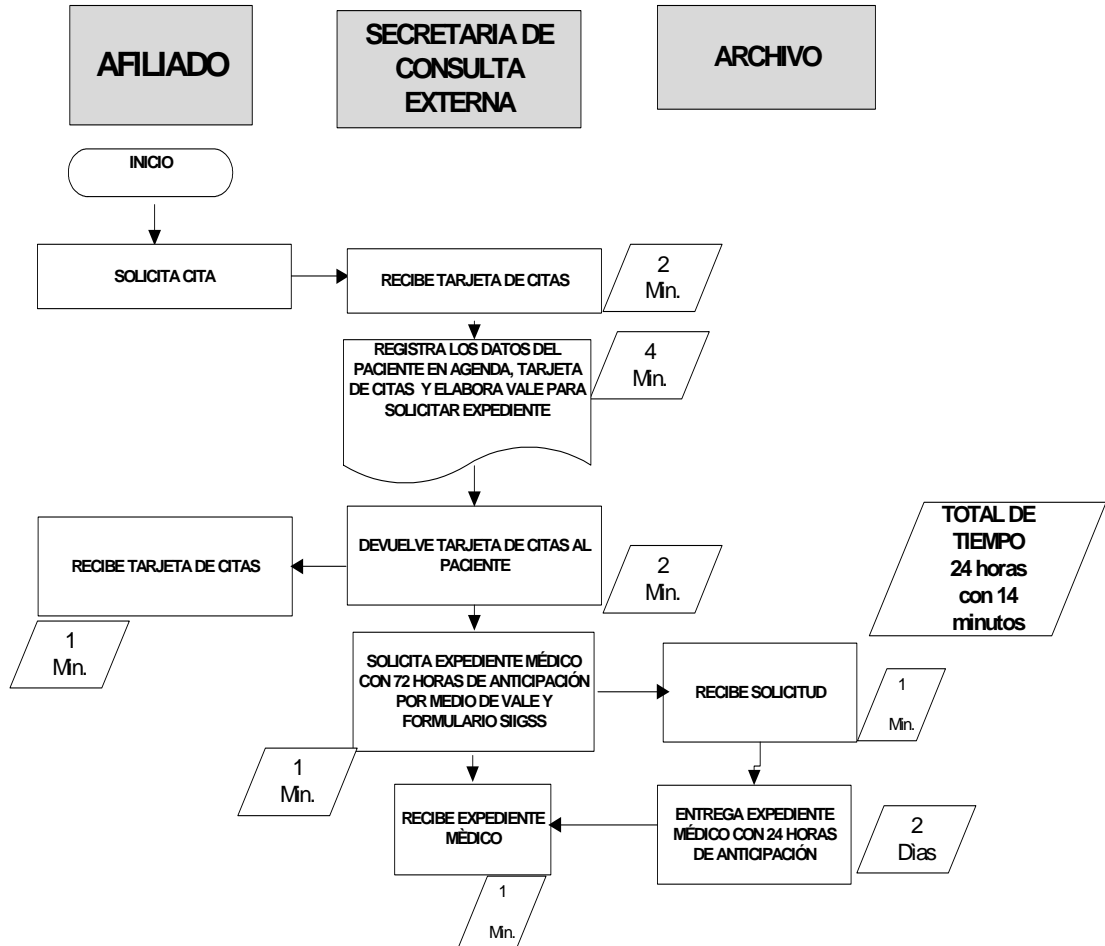 AFILIADO
SECRETARIA DE
CONSULTA
EXTERNA
ARCHIVO
INICIO
SOLICITA CITA
RECIBE TARJETA DE CITAS
2
Min.
REGISTRA LOS DATOS DEL
PACIENTE EN AGENDA, TARJETA
DE CITAS Y ELABORA VALE PARA
SOLICITAR EXPEDIENTE
4
Min.
RECIBE TARJETA DE CITAS
1
Min.
DEVUELVE TARJETA DE CITAS AL
PACIENTE
2
Min.
TOTAL DE
TIEMPO
24 horas
con 14
minutos
SOLICITA EXPEDIENTE MÉDICO
CON 72 HORAS DE ANTICIPACIÓN
POR MEDIO DE VALE Y
FORMULARIO SIIGSS
1
Min.
RECIBE SOLICITUD
1
Min.
RECIBE EXPEDIENTE
MÈDICO
1
Min.
ENTREGA EXPEDIENTE
MÉDICO CON 24 HORAS
DE ANTICIPACIÓN
2
Dìas